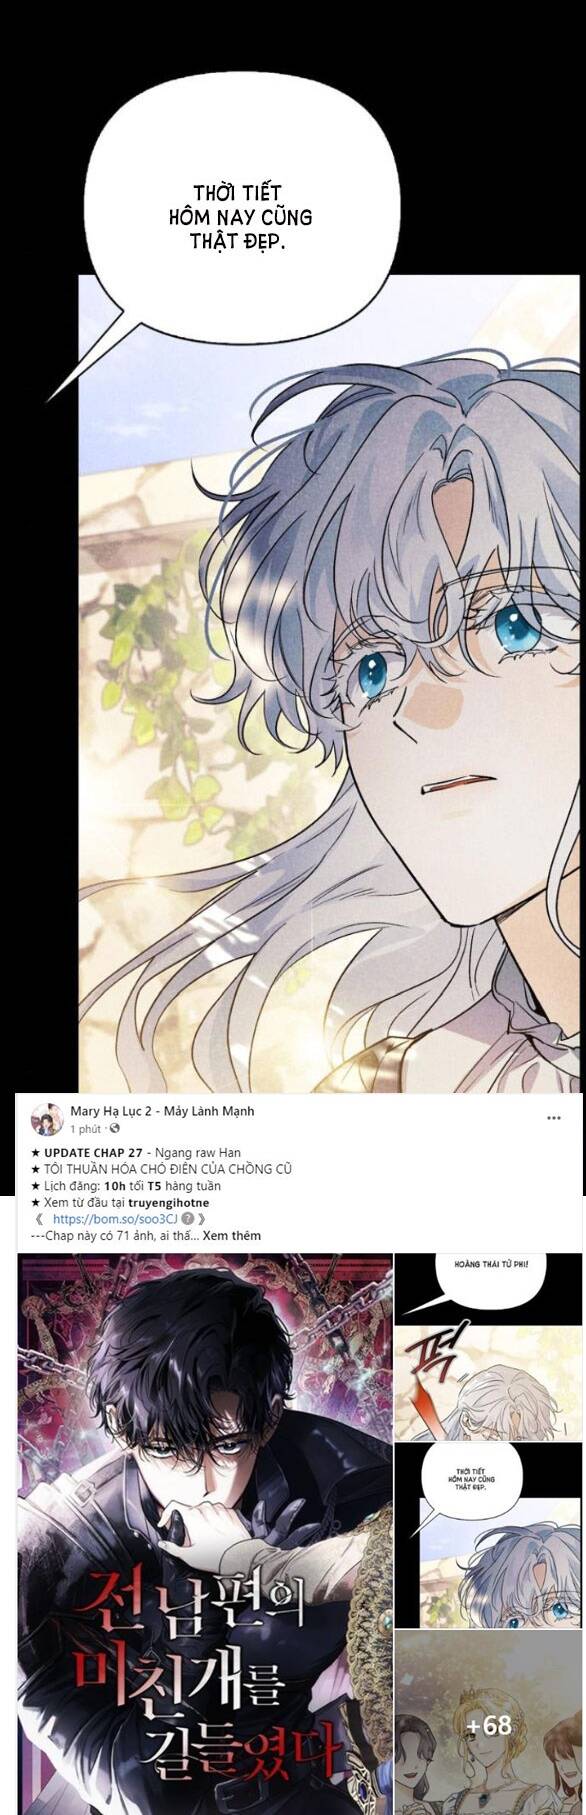 THỜI TIẾT
HÔM NAY CŨNG
THẬT ĐẸP.
Mary Hạ Lục 2 - Mảy Lành Mạnh
1 phút ·
★ UPDATE CHAP 27 - Ngang raw Han
★ TÔI THUẦN HÓA CHÓ ĐIÊN CỦA CHỒNG CŨ
★ Lịch đăng: 10h tối T5 hàng tuần
★ Xem từ đầu tại truyengihotne
《 https://bom.so/soo3CJ ? 》
---Chap này có 71 ảnh, ai thấ... Xem thêm
HOÀNG THÁI TỬ PHI!
퍽
THỜI TIẾT
HÔM NAY CŨNG
THẬT ĐẸP.
전남편의
미친개를
길들였다
+68